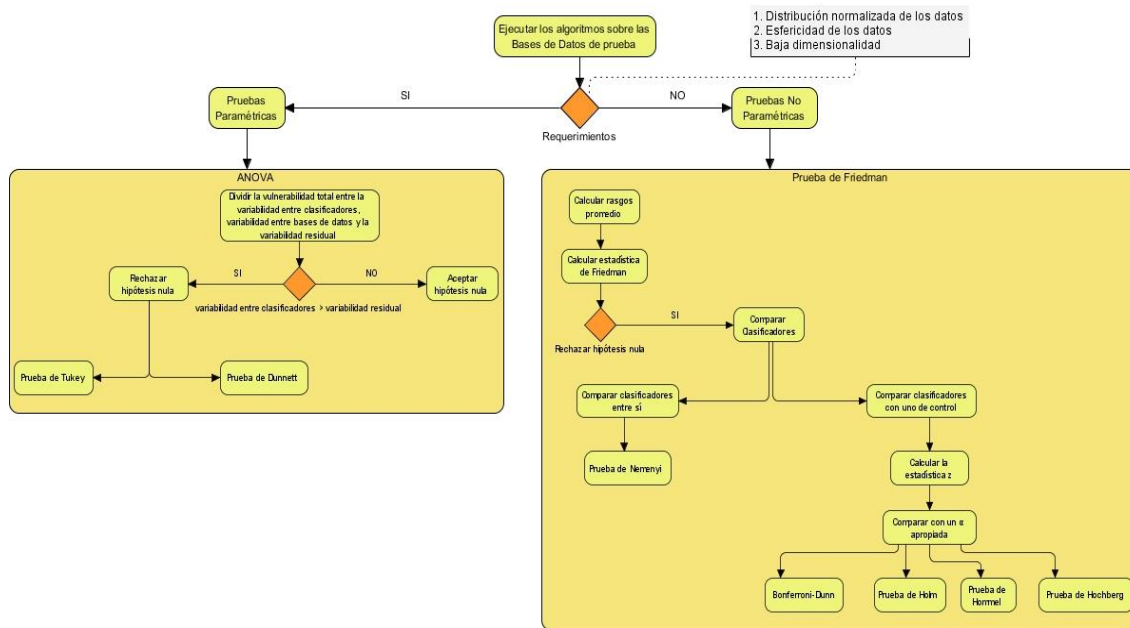 Ejecutar los algoritmos sobre las
Bases de Datos de prueba
1. Distribución normalizada de los datos
2. Esfericidad de los datos
3. Baja dimensionalidad
SI
NO
Requerimientos
Pruebas
Paramétricas
Pruebas No
Paramétricas
ANOVA
Dividir la vulnerabilidad total entre la
variabilidad entre clasificadores,
variabilidad entre bases de datos y la
variabilidad residual
SI
NO
Rechazar
hipótesis nula
Aceptar
hipótesis nula
variabilidad entre clasificadores > variabilidad residual
Prueba de Tukey
Prueba de Dunnett
Prueba de Friedman
Calcular rasgos
promedio
Calcular estadística
de Friedman
SI
Rechazar hipótesis nula
Comparar
Clasificadores
Comparar clasificadores
entre sí
Comparar clasificadores
con uno de control
Prueba de Nemenyi
Calcular la
estadística z
Comparar con un α
apropiada
Bonferroni-Dunn
Prueba de Holm
Prueba de
Hommel
Prueba de Hochberg